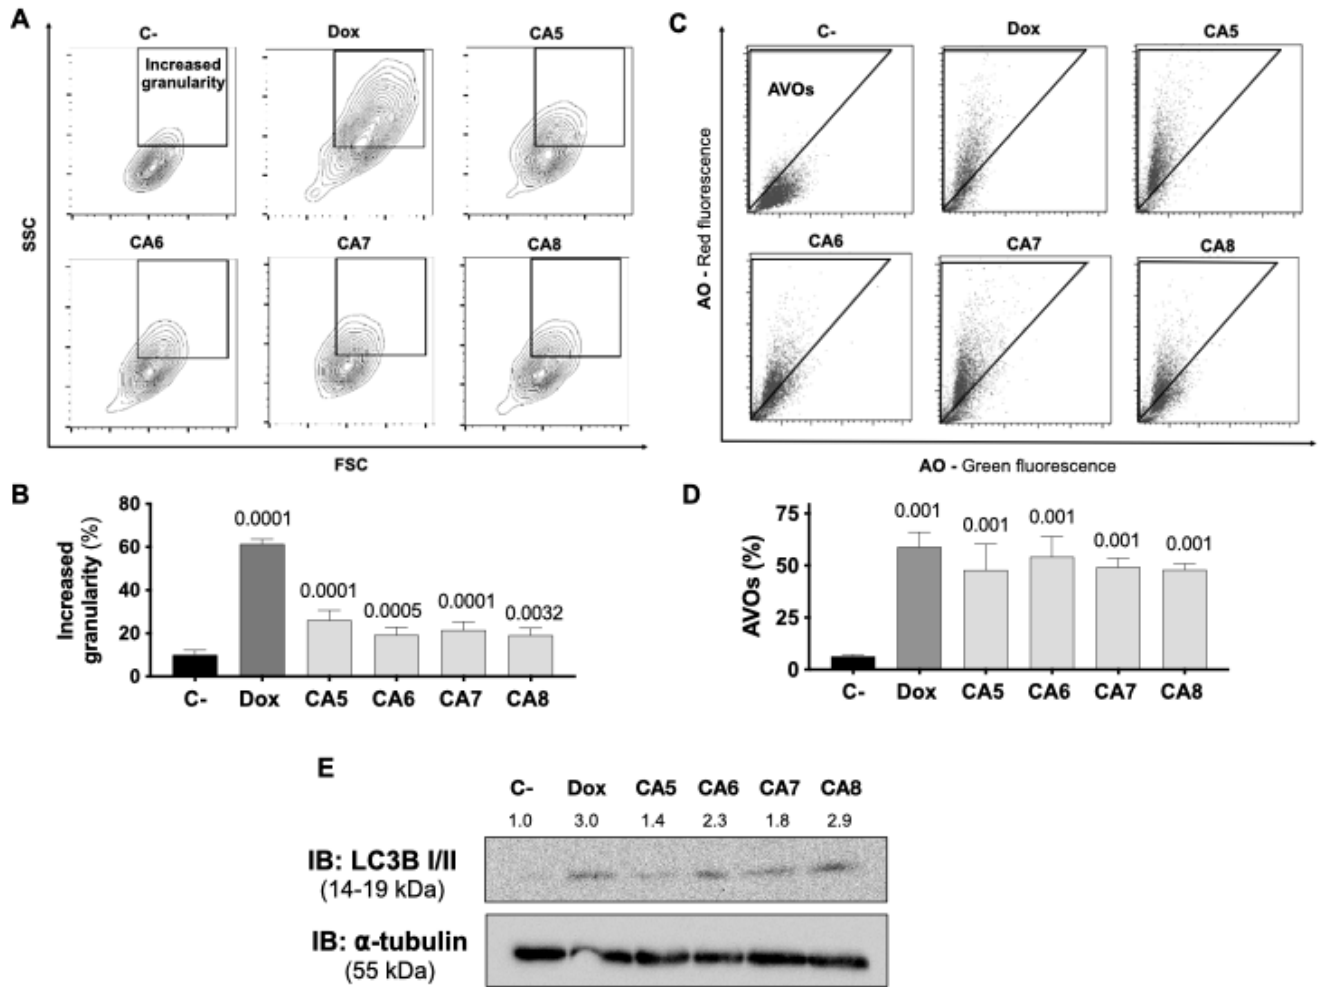 A
C- Dox CA5
Increased
granularity
CA6 CA7 CA8
SSC
FSC
C
C- Dox CA5
AVOs
CA6 CA7 CA8
AO - Red fluorescence
AO - Green fluorescence
B
Increased
granularity (%)
80
60
40
20
0
0.0001
0.0001
0.0005
0.0001
0.0032
C- Dox CA5 CA6 CA7 CA8
D
AVOs (%)
75
50
25
0
0.001
0.001
0.001
0.001
0.001
C- Dox CA5 CA6 CA7 CA8
E
C- Dox CA5 CA6 CA7 CA8
1.0 3.0 1.4 2.3 1.8 2.9
IB: LC3B I/II
(14-19 kDa)
IB: α-tubulin
(55 kDa)